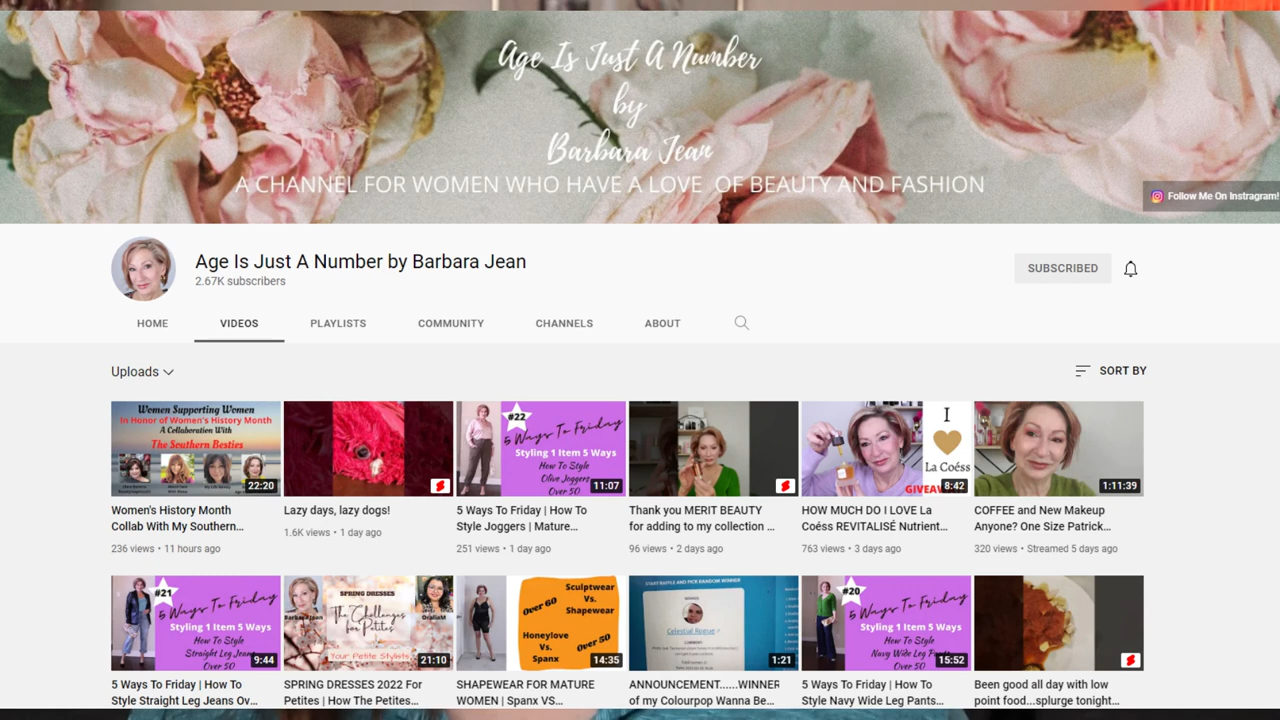 Age Is Just A Number
by
Barbara Jean
A CHANNEL FOR WOMEN WHO HAVE A LOVE OF BEAUTY AND FASHION
Follow Me On Instragram!
Age Is Just A Number by Barbara Jean
2.67K subscribers
SUBSCRIBED
HOME VIDEOS PLAYLISTS COMMUNITY CHANNELS ABOUT
Uploads
SORT BY
Women Supporting Women
In Honor of Women's History Month
A Collaboration With
The Southern Besties
22:20
Women's History Month
Collab With My Southern...
236 views • 11 hours ago
Lazy days, lazy dogs!
1.6K views • 1 day ago
#22
5 Ways To Friday
Styling 1 Item 5 Ways
How To Style
Olive Joggers
Over 50
11:07
5 Ways To Friday | How To
Style Joggers | Mature...
251 views • 1 day ago
Thank you MERIT BEAUTY
for adding to my collection ...
96 views • 2 days ago
I
La Coéss
8:42
HOW MUCH DO I LOVE La
Coéss REVITALISÉ Nutrient...
763 views • 3 days ago
1:11:39
COFFEE and New Makeup
Anyone? One Size Patrick...
320 views • Streamed 5 days ago
#21
5 Ways To Friday
Styling 1 Item 5 Ways
How To Style
Straight Leg Jeans
Over 50
9:44
5 Ways To Friday | How To
Style Straight Leg Jeans Ov...
SPRING DRESSES
The Challenges
for Petites
Barbara Jean
OraliaM
Your Petite Stylists
21:10
SPRING DRESSES 2022 For
Petites | How The Petites...
Over 60
Sculptwear
Vs.
Shapewear
Honeylove
Vs.
Spanx
Over 50
14:35
SHAPEWEAR FOR MATURE
WOMEN | Spanx VS...
START RAFFLE AND PICK RANDOM WINNER
Celestial Rogue
1:21
ANNOUNCEMENT......WINNER
of my Colourpop Wanna Be...
#20
5 Ways To Friday
Styling 1 Item 5 Ways
How To Style
Navy Wide Leg Pants
Over 50
15:52
5 Ways To Friday | How To
Style Navy Wide Leg Pants...
Been good all day with low
point food...splurge tonight...